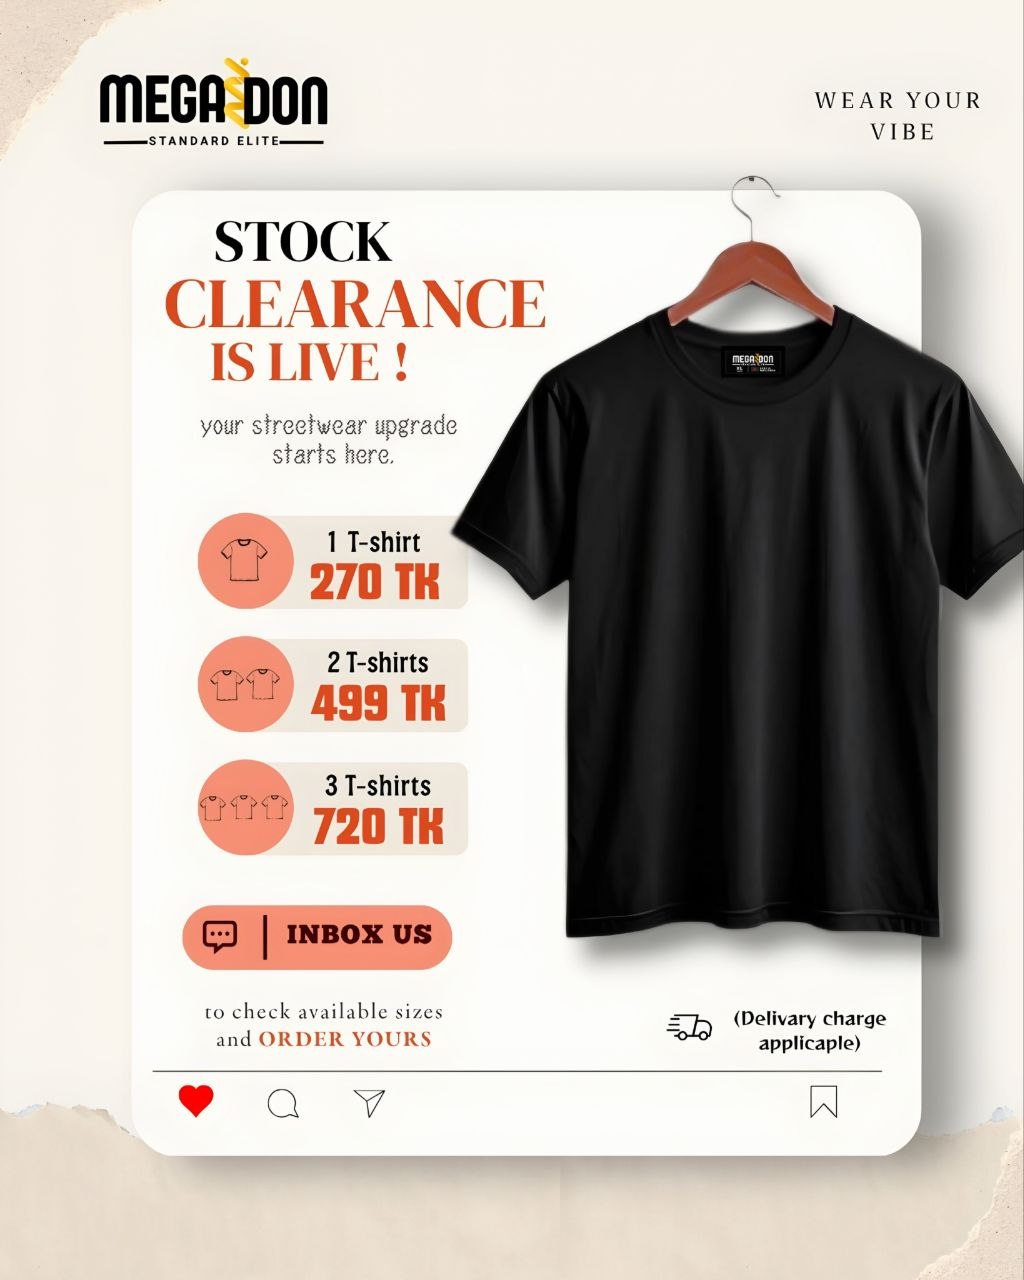 MEGADON
STANDARD ELITE
WEAR YOUR
VIBE
STOCK
CLEARANCE
IS LIVE !
your streetwear upgrade
starts here.
MEGADON
XL
1 T-shirt
270 TK
2 T-shirts
499 TK
3 T-shirts
720 TK
INBOX US
to check available sizes
and ORDER YOURS
(Delivary charge
applicaple)